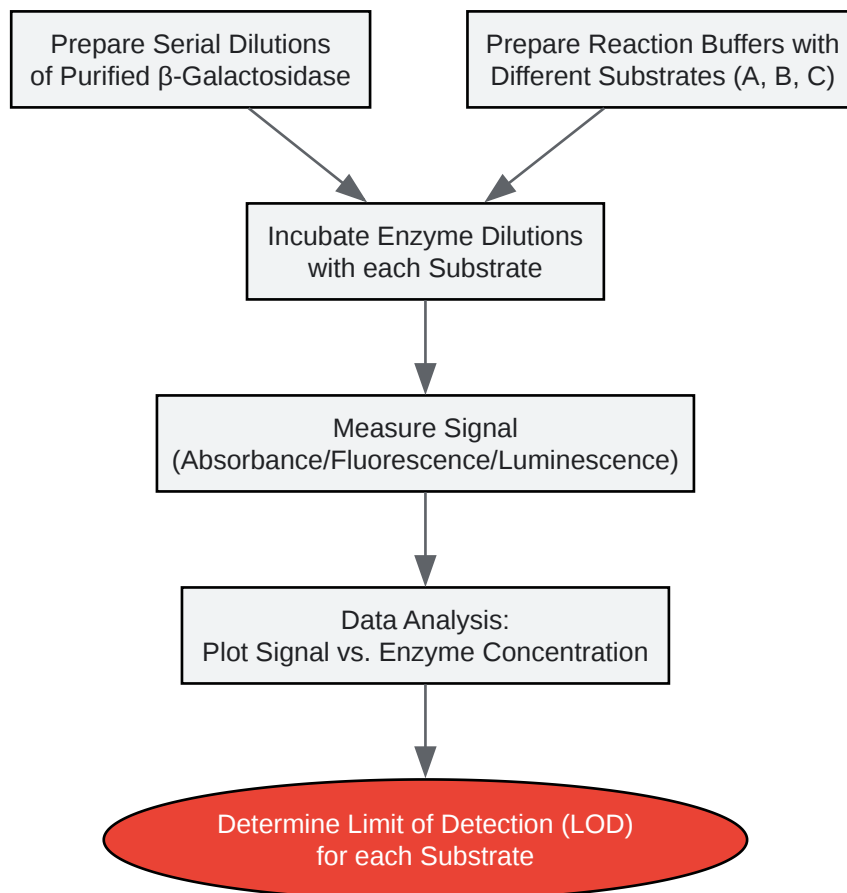 Prepare Serial Dilutions
of Purified β-Galactosidase
Prepare Reaction Buffers with
Different Substrates (A, B, C)
Incubate Enzyme Dilutions
with each Substrate
Measure Signal
(Absorbance/Fluorescence/Luminescence)
Data Analysis:
Plot Signal vs. Enzyme Concentration
Determine Limit of Detection (LOD)
for each Substrate